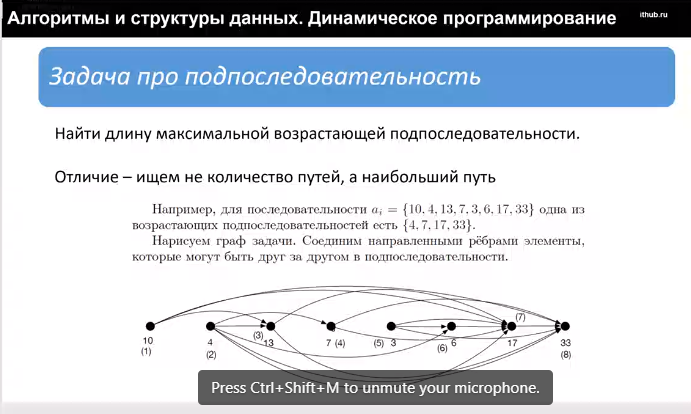 Алгоритмы и структуры данных. Динамическое программирование
ithub.ru
Задача про подпоследовательность
Найти длину максимальной возрастающей подпоследовательности.
Отличие – ищем не количество путей, а наибольший путь
Например, для последовательности aᵢ = {10, 4, 13, 7, 3, 6, 17, 33} одна из
возрастающих подпоследовательностей есть {4, 7, 17, 33}.
Нарисуем граф задачи. Соединим направленными рёбрами элементы,
которые могут быть друг за другом в подпоследовательности.
10 4 13 7 3 6 17 33
(1) (2) (3) (4) (5) (6) (7) (8)
Press Ctrl+Shift+M to unmute your microphone.